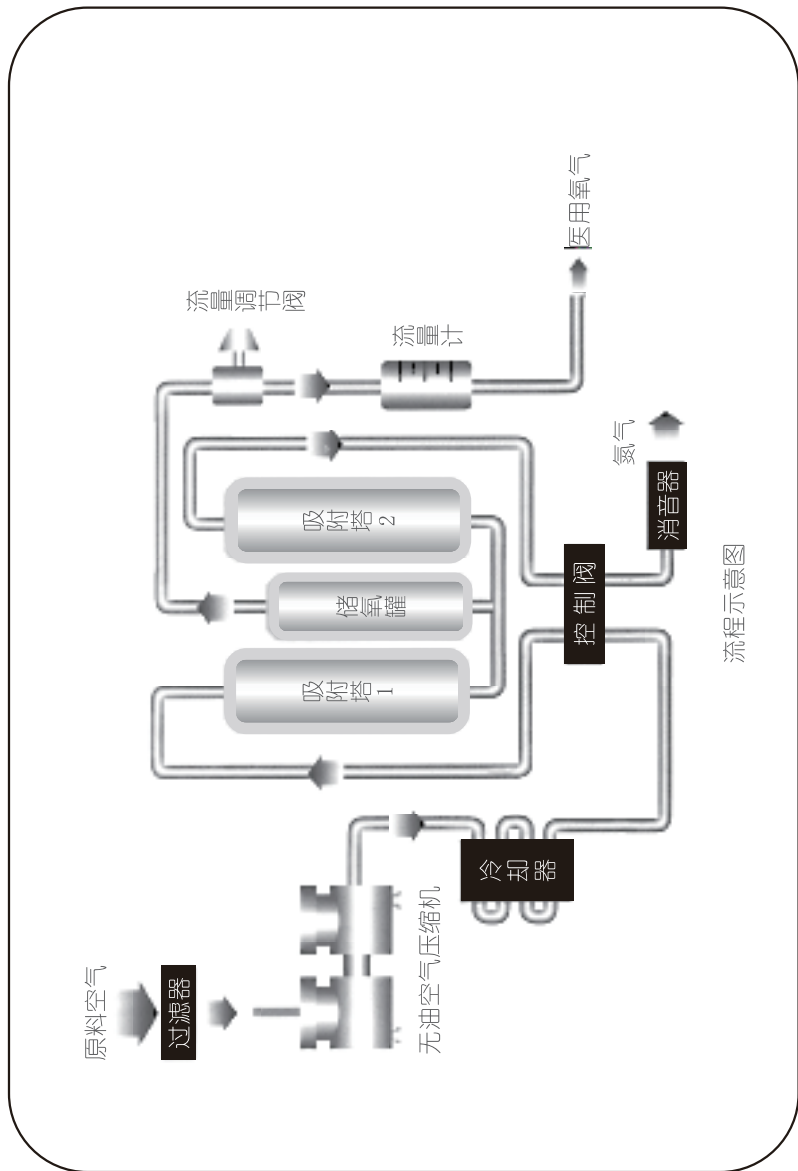 原料空气
过滤器
无油空气压缩机
冷却器
控制阀
吸附塔1
储氧罐
吸附塔2
流量调节阀
流量计
医用氧气
氮气
消音器
流程示意图